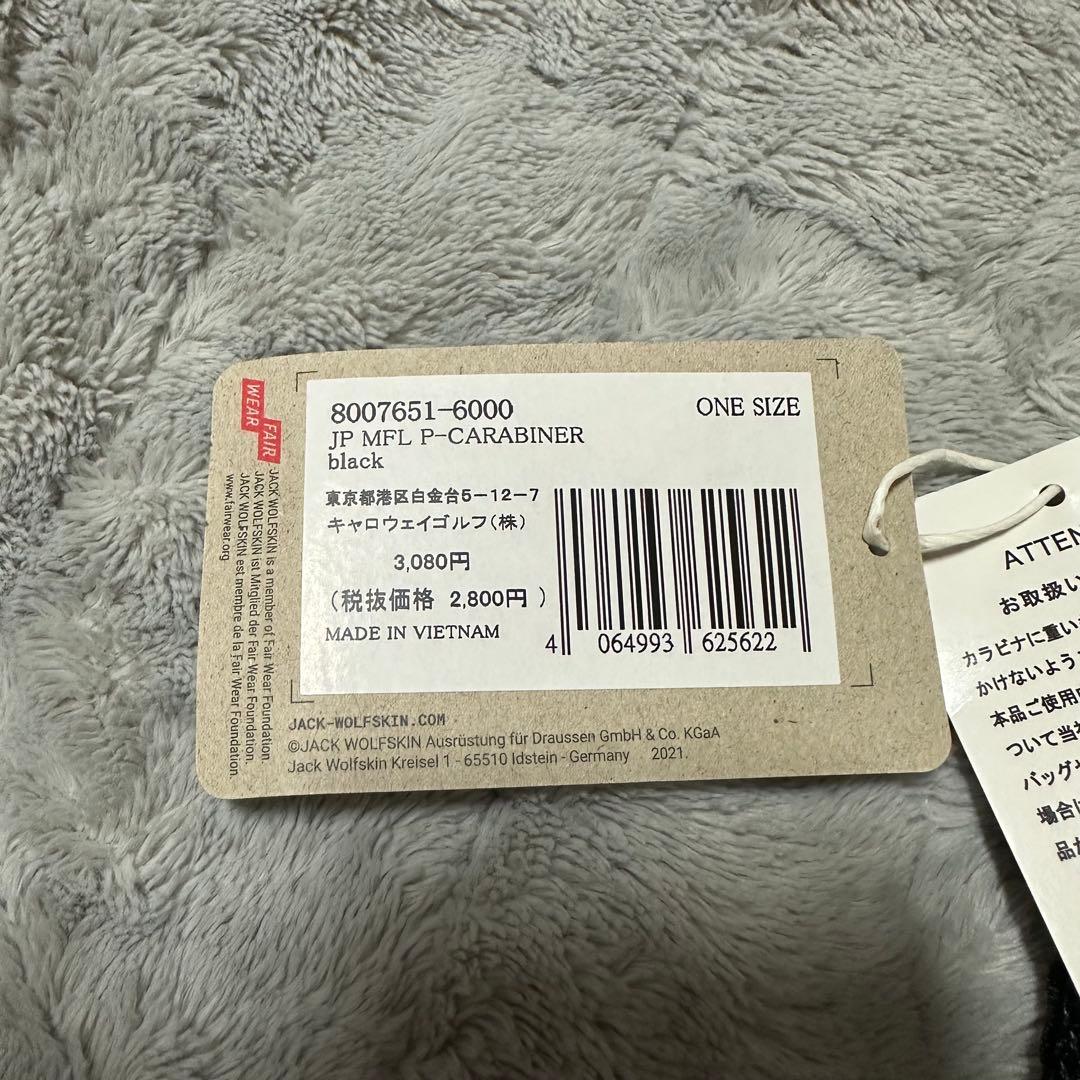 8007651-6000
ONE SIZE
JP MFL P-CARABINER
black
東京都港区白金台5-12-7
キャロウェイゴルフ(株)
3,080円
(税抜価格 2,800円 )
MADE IN VIETNAM
4 064993 625622
JACK-WOLFSKIN.COM
©JACK WOLFSKIN Ausrüstung für Draussen GmbH & Co. KGaA
Jack Wolfskin Kreisel 1 - 65510 Idstein - Germany 2021.
FAIR
WEAR
JACK WOLFSKIN is a member of Fair Wear Foundation.
JACK WOLFSKIN ist Mitglied der Fair Wear Foundation.
JACK WOLFSKIN est membre de la Fair Wear Foundation.
www.fairwear.org
ATTEN
お取扱い
カラビナに重い
かけないよう
本品ご使用
ついて当
バッグ
場合
品